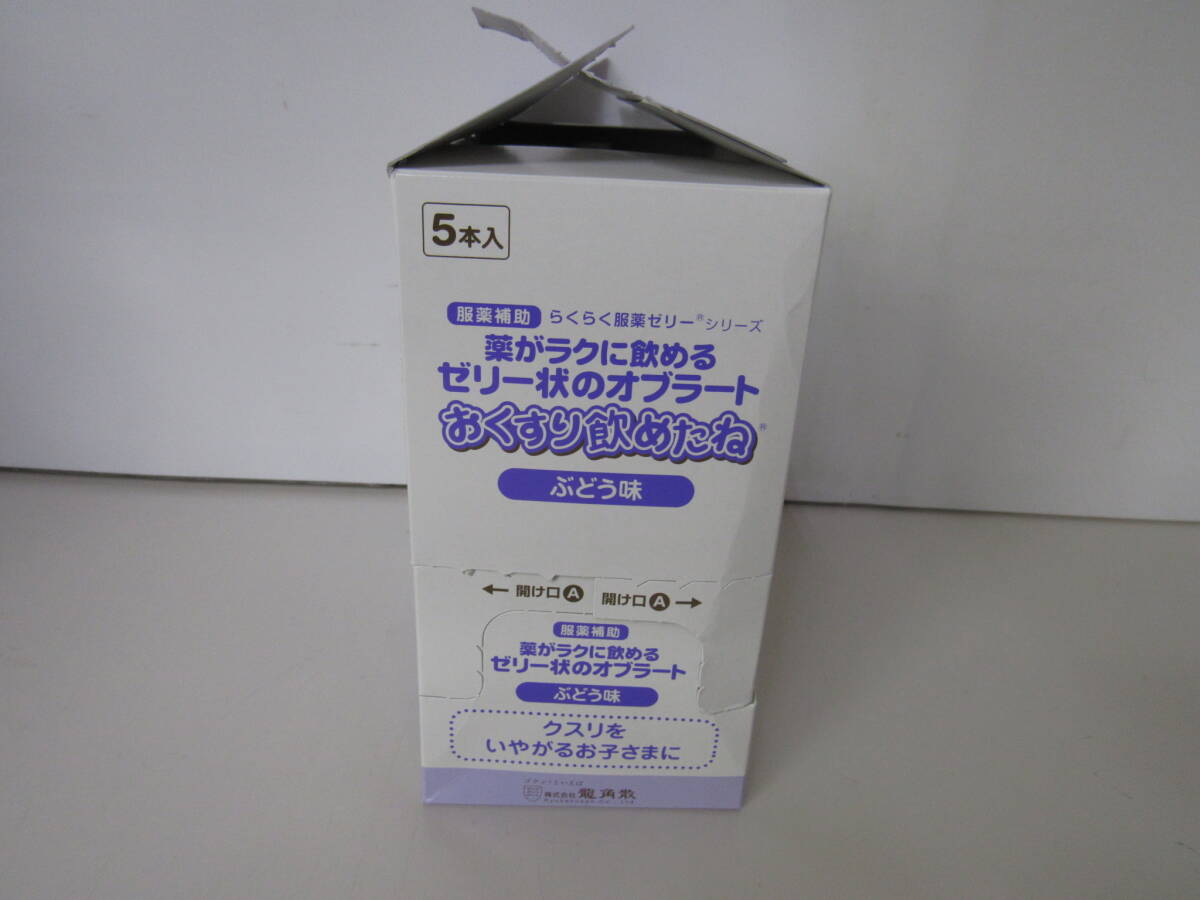 5本入
服薬補助 らくらく服薬ゼリー®シリーズ
薬がラクに飲める
ゼリー状のオブラート
おくすり飲めたね®
ぶどう味
← 開け口A 開け口A →
服薬補助
薬がラクに飲める
ゼリー状のオブラート
ぶどう味
クスリを
いやがるお子さまに
株式会社 龍角散